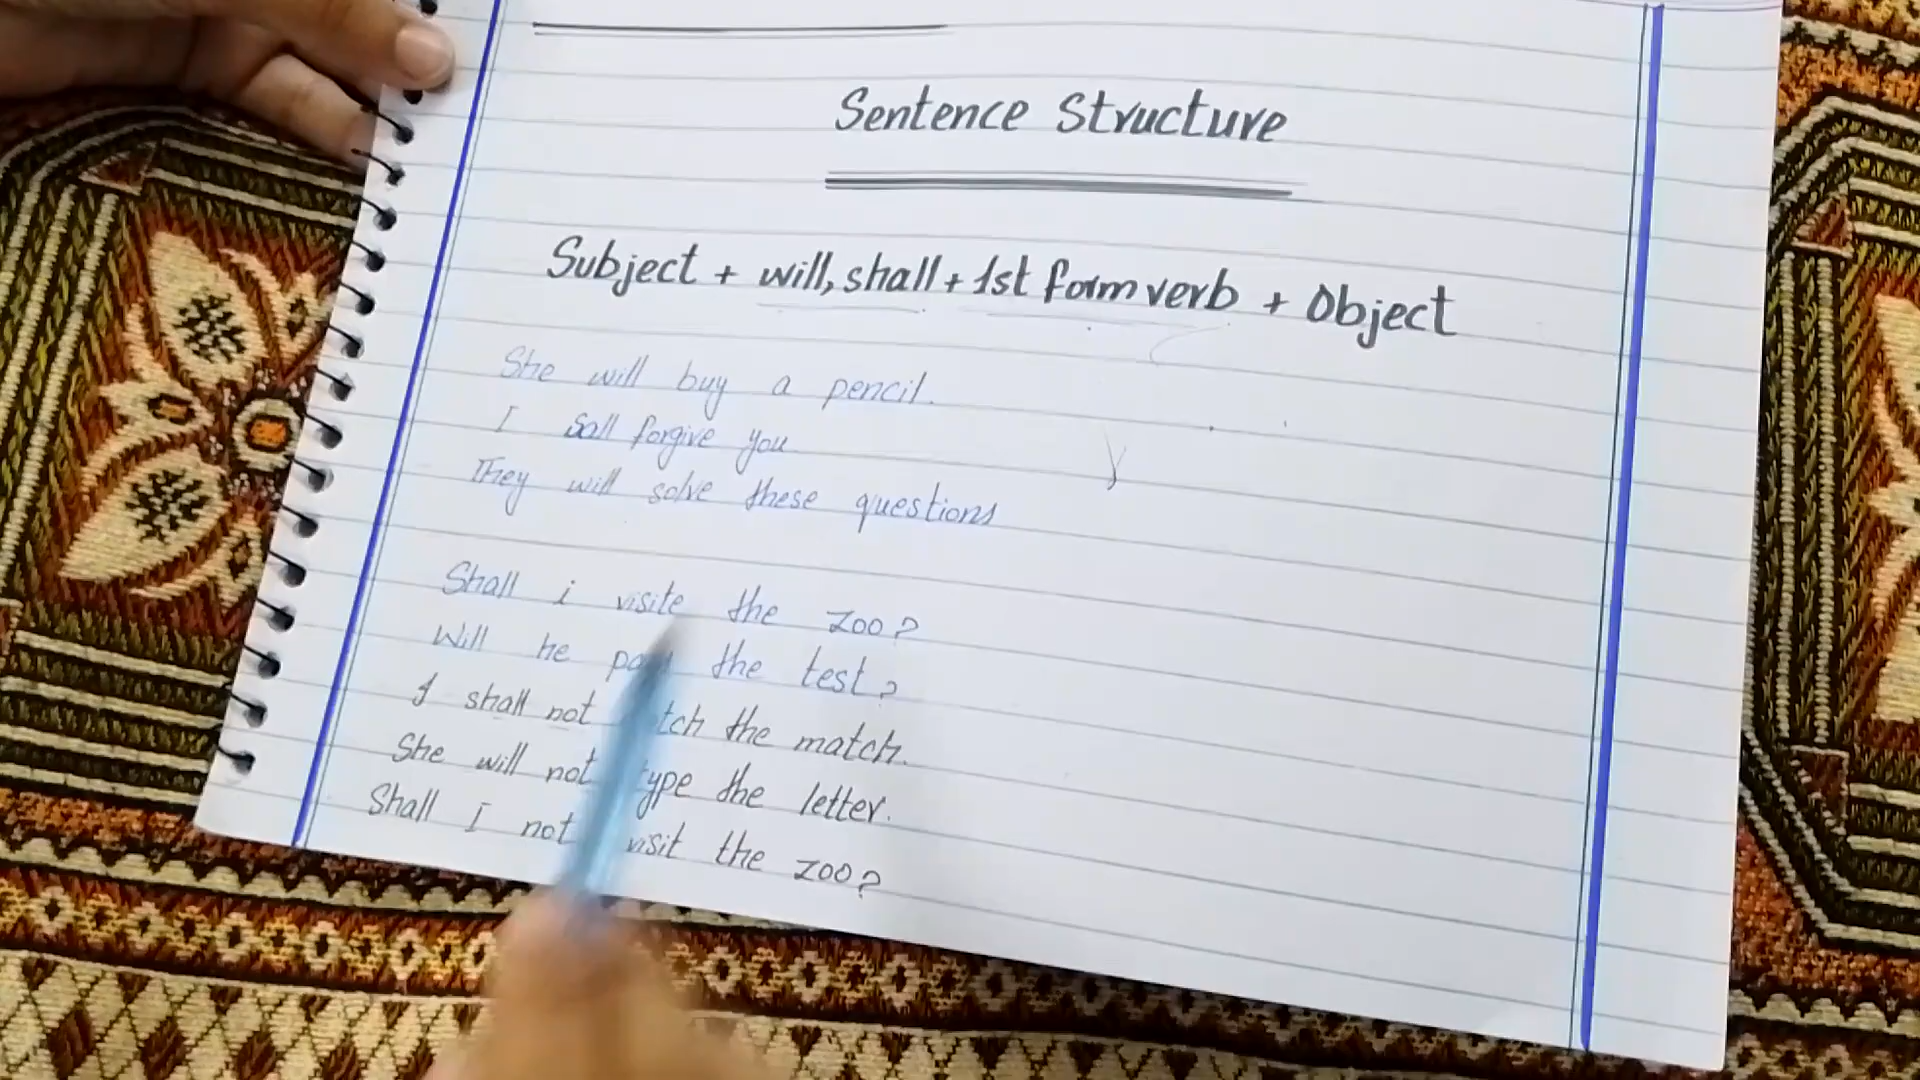 Sentence Structure
Subject + will, shall + 1st form verb + Object
She will buy a pencil.
I Sall forgive you
They will solve these questions
Shall i visite the zoo?
Will he the test?
I shall not the match.
She will not type the letter.
Shall I not visit the zoo?